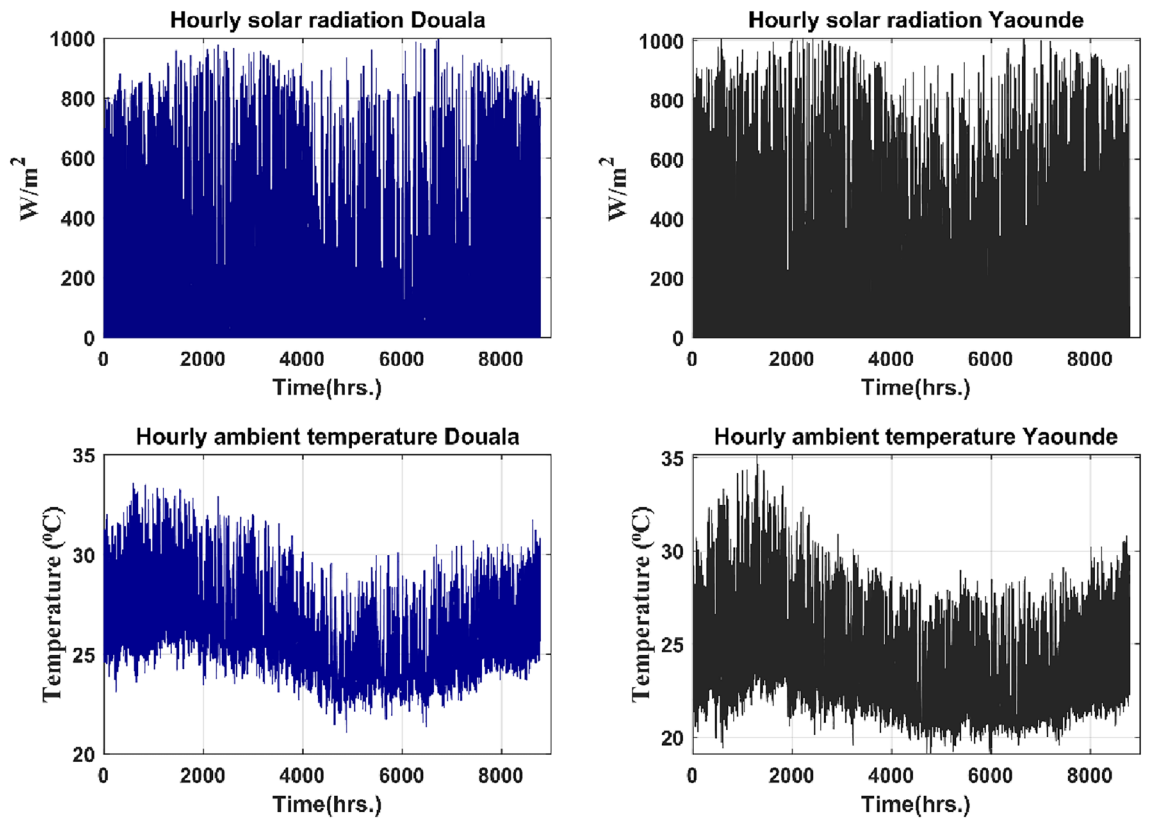 Hourly solar radiation Douala
1000
800
600
400
200
0
W/m²
0 2000 4000 6000 8000
Time(hrs.)
Hourly solar radiation Yaounde
1000
800
600
400
200
0
W/m²
0 2000 4000 6000 8000
Time(hrs.)
Hourly ambient temperature Douala
35
30
25
20
Temperature (ºC)
0 2000 4000 6000 8000
Time(hrs.)
Hourly ambient temperature Yaounde
35
30
25
20
Temperature (ºC)
0 2000 4000 6000 8000
Time(hrs.)